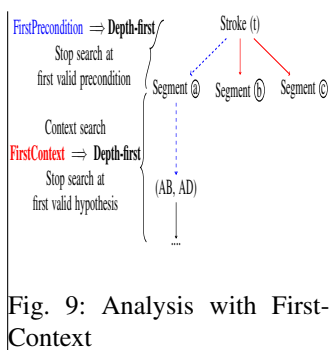 FirstPrecondition ⇒ Depth-first
Stop search at
first valid precondition
Stroke (t)
Segment ⓐ
Segment ⓑ
Segment ⓒ
Context search
FirstContext ⇒ Depth-first
Stop search at
first valid hypothesis
(AB, AD)
....
Fig. 9: Analysis with First-
Context